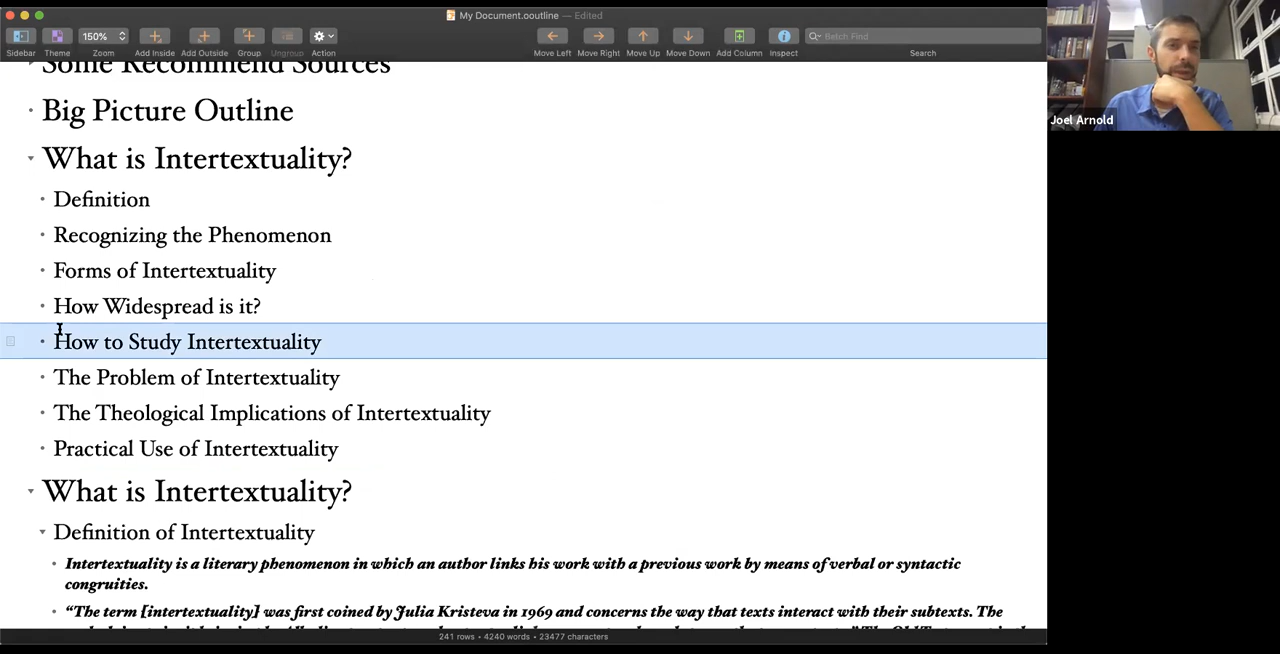 My Document.ooutline — Edited
150%
Batch Find
Sidebar Theme Zoom Add Inside Add Outside Group Ungroup Action Move Left Move Right Move Up Move Down Add Column Inspect Search
Some Recommend Sources
Big Picture Outline
What is Intertextuality?
Definition
Recognizing the Phenomenon
Forms of Intertextuality
How Widespread is it?
How to Study Intertextuality
The Problem of Intertextuality
The Theological Implications of Intertextuality
Practical Use of Intertextuality
What is Intertextuality?
Definition of Intertextuality
Intertextuality is a literary phenomenon in which an author links his work with a previous work by means of verbal or syntactic
congruities.
“The term [intertextuality] was first coined by Julia Kristeva in 1969 and concerns the way that texts interact with their subtexts. The
241 rows • 4240 words • 23477 characters
Joel Arnold